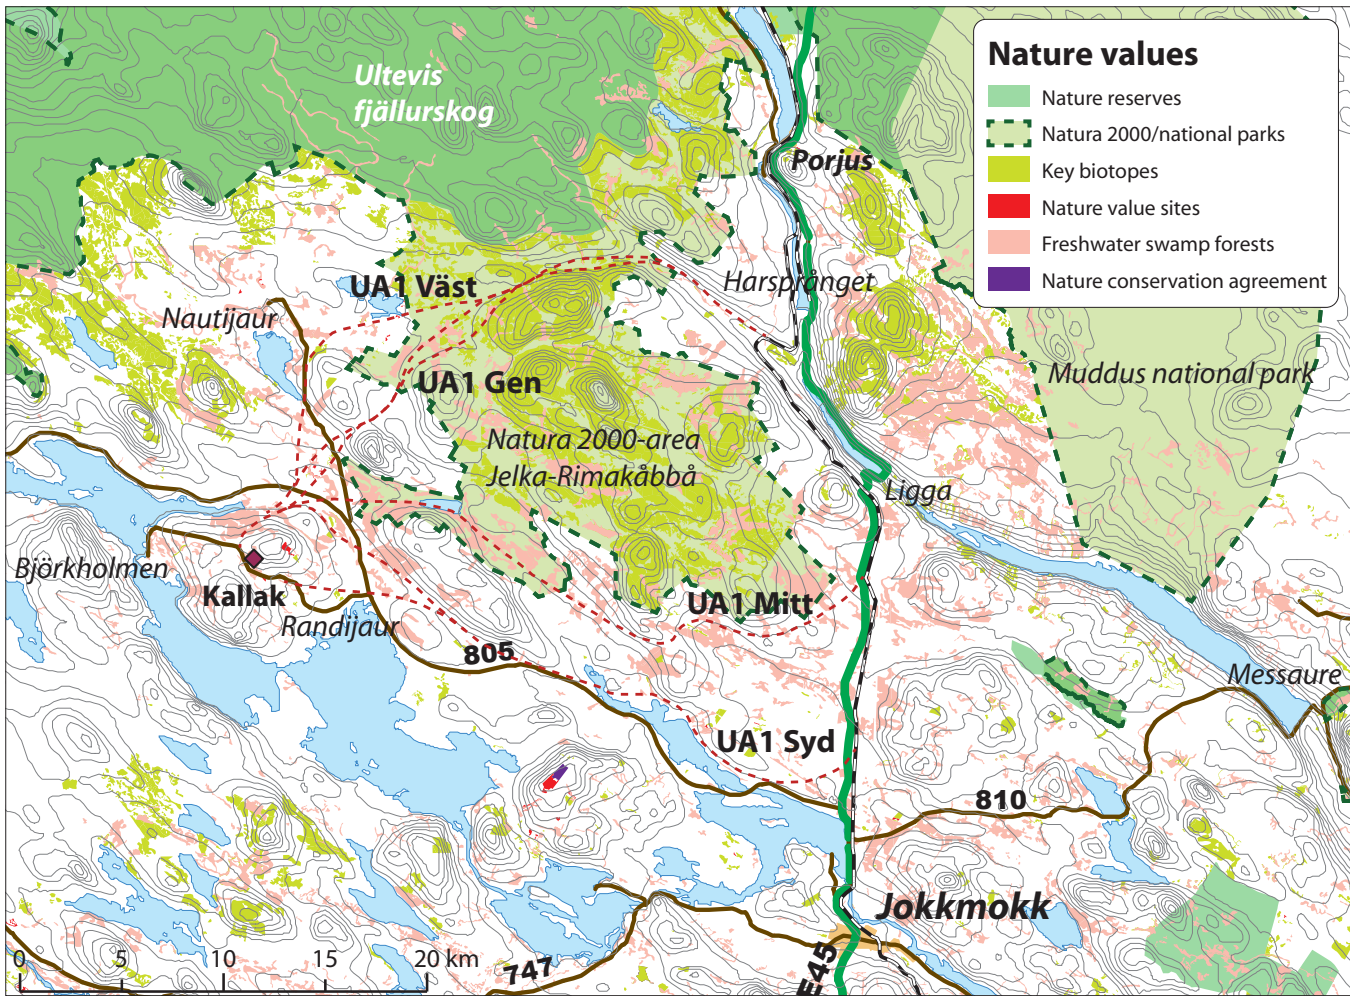 Nature values
Nature reserves
Natura 2000/national parks
Key biotopes
Nature value sites
Freshwater swamp forests
Nature conservation agreement
Ultevis
fjällurskog
Porjus
Harsprånget
UA1 Väst
Nautijaur
UA1 Gen
Muddus national park
Natura 2000-area
Jelka-Rimakåbbå
Ligga
Björkholmen
Kallak
Randijaur
UA1 Mitt
805
Messaure
UA1 Syd
810
Jokkmokk
747
E45
0 5 10 15 20 km